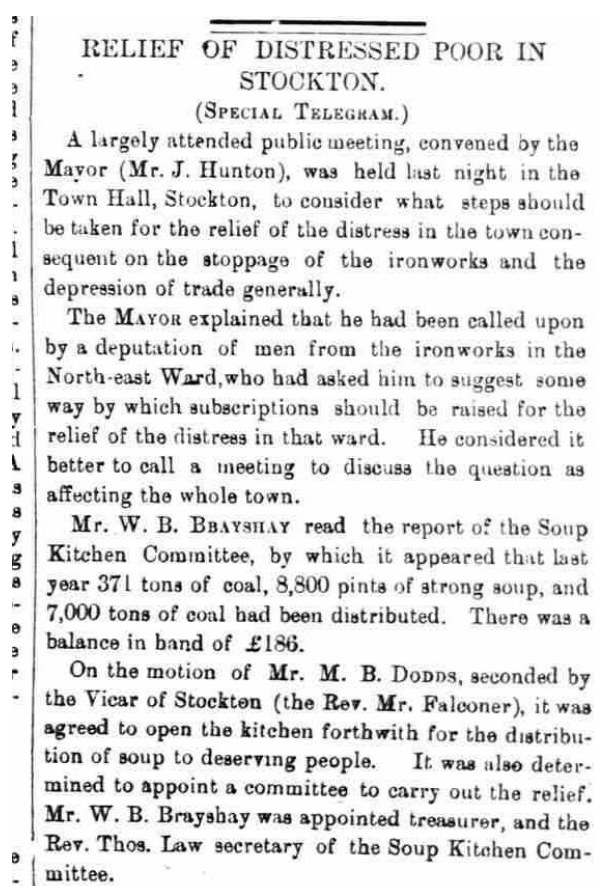 RELIEF OF DISTRESSED POOR IN
STOCKTON.
(SPECIAL TELEGRAM.)
A largely attended public meeting, convened by the
Mayor (Mr. J. Hunton), was held last night in the
Town Hall, Stockton, to consider what steps should
be taken for the relief of the distress in the town con-
sequent on the stoppage of the ironworks and the
depression of trade generally.
The MAYOR explained that he had been called upon
by a deputation of men from the ironworks in the
North-east Ward, who had asked him to suggest some
way by which subscriptions should be raised for the
relief of the distress in that ward. He considered it
better to call a meeting to discuss the question as
affecting the whole town.
Mr. W. B. BBAYSHAY read the report of the Soup
Kitchen Committee, by which it appeared that last
year 371 tons of coal, 8,800 pints of strong soup, and
7,000 tons of coal had been distributed. There was a
balance in hand of £186.
On the motion of Mr. M. B. DODDS, seconded by
the Vicar of Stockton (the Rev. Mr. Falconer), it was
agreed to open the kitchen forthwith for the distribu-
tion of soup to deserving people. It was also deter-
mined to appoint a committee to carry out the relief.
Mr. W. B. Brayshay was appointed treasurer, and the
Rev. Thos. Law secretary of the Soup Kitchen Com-
mittee.